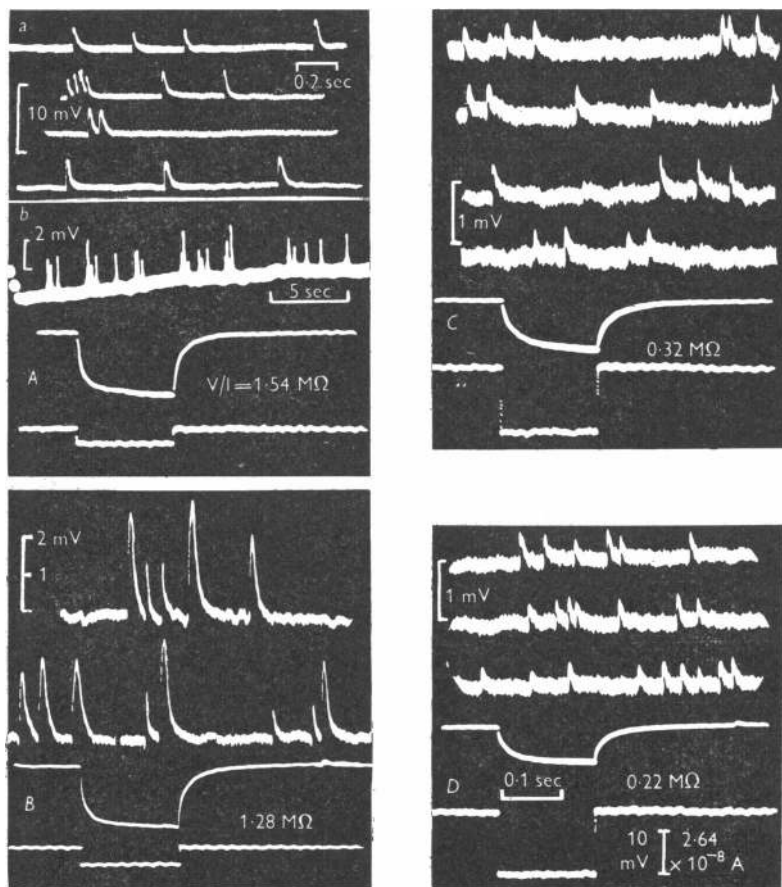 a
0·2 sec
10 mV
b
2 mV
5 sec
A
V/I=1·54 MΩ
2 mV
1
B
1·28 MΩ
1 mV
C
0·32 MΩ
1 mV
0·1 sec
0·22 MΩ
D
10 2·64
mV × 10⁻⁸ A